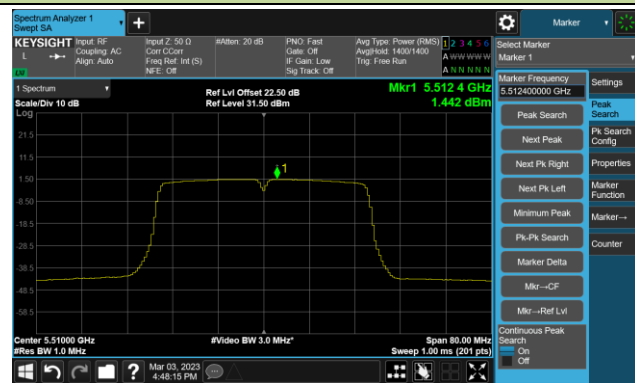 Spectrum Analyzer 1
Swept SA
Marker
KEYSIGHT
L
LV
Input: RF
Coupling: AC
Align: Auto
Input Z: 50 Ω
Corr CCorr
Freq Ref: Int (S)
NFE: Off
#Atten: 20 dB
PNO: Fast
Gate: Off
IF Gain: Low
Sig Track: Off
Avg Type: Power (RMS)
Avg|Hold: 1400/1400
Trig: Free Run
1 2 3 4 5 6
A W W W W W
A N N N N N
Select Marker
Marker 1
1 Spectrum
Scale/Div 10 dB
Log
Ref Lvl Offset 22.50 dB
Ref Level 31.50 dBm
Mkr1 5.512 4 GHz
1.442 dBm
21.5
11.5
1.50
-8.50
-18.5
-28.5
-38.5
-48.5
-58.5
1
Center 5.51000 GHz
#Res BW 1.0 MHz
#Video BW 3.0 MHz*
Span 80.00 MHz
Sweep 1.00 ms (201 pts)
Marker Frequency
5.512400000 GHz
Peak Search
Next Peak
Next Pk Right
Next Pk Left
Minimum Peak
Pk-Pk Search
Marker Delta
Mkr→CF
Mkr→Ref Lvl
Continuous Peak
Search
On
Off
Settings
Peak
Search
Pk Search
Config
Properties
Marker
Function
Marker→
Counter
?
Mar 03, 2023
4:48:15 PM